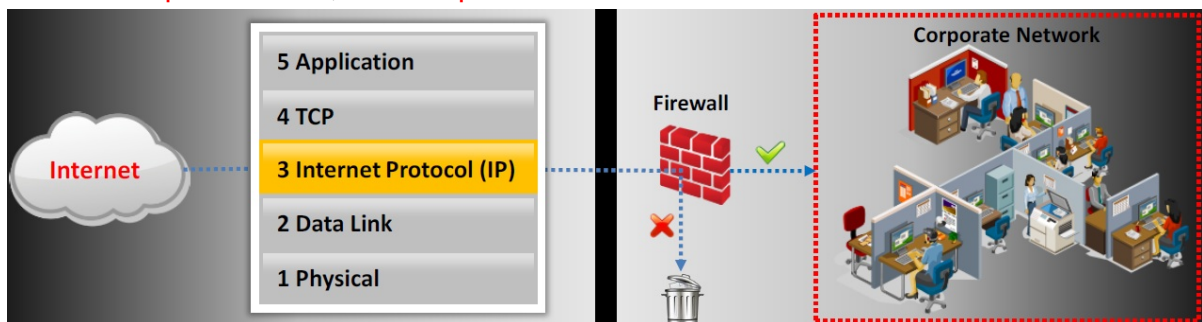 Internet
5 Application
4 TCP
3 Internet Protocol (IP)
2 Data Link
1 Physical
Firewall
Corporate Network